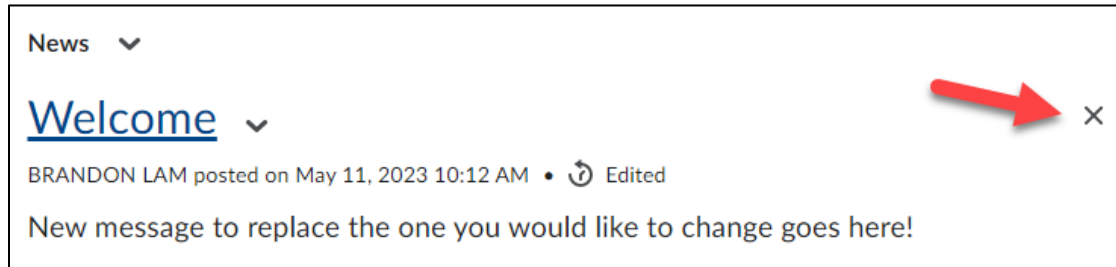 News
Welcome
BRANDON LAM posted on May 11, 2023 10:12 AM • Edited
New message to replace the one you would like to change goes here!